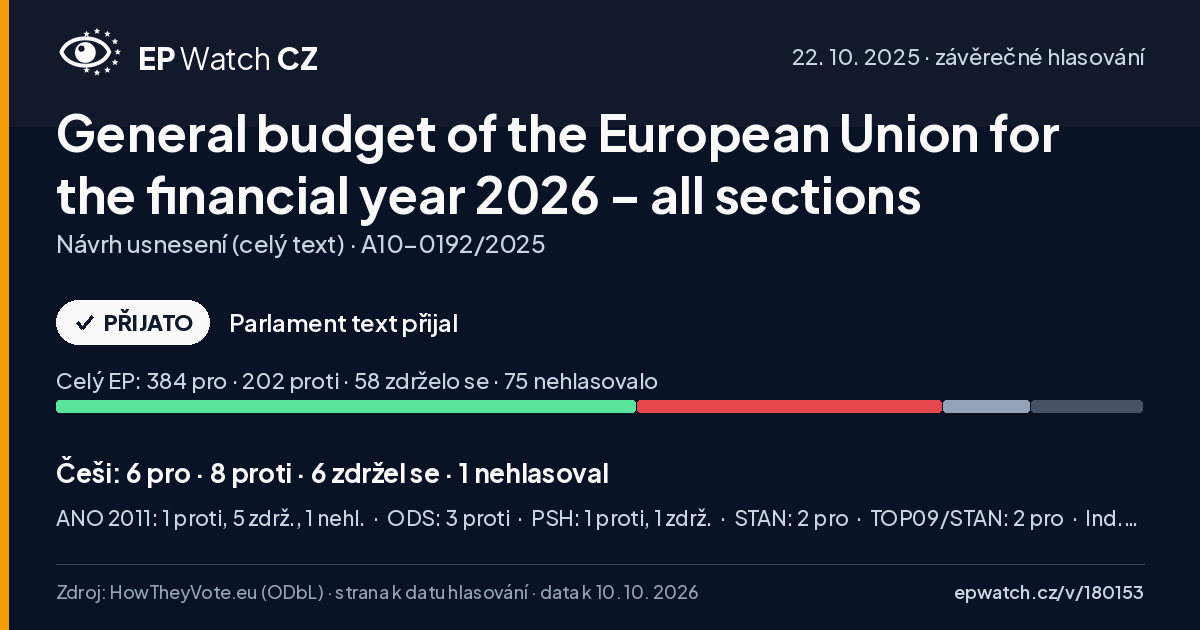 EP Watch CZ
22. 10. 2025 · závěrečné hlasování
General budget of the European Union for
the financial year 2026 – all sections
Návrh usnesení (celý text) · A10–0192/2025
✓ PŘIJATO Parlament text přijal
Celý EP: 384 pro · 202 proti · 58 zdrželo se · 75 nehlasovalo
Češi: 6 pro · 8 proti · 6 zdržel se · 1 nehlasoval
ANO 2011: 1 proti, 5 zdrž., 1 nehl. · ODS: 3 proti · PSH: 1 proti, 1 zdrž. · STAN: 2 pro · TOP09/STAN: 2 pro · Ind.…
Zdroj: HowTheyVote.eu (ODbL) · strana k datu hlasování · data k 10. 10. 2026
epwatch.cz/v/180153